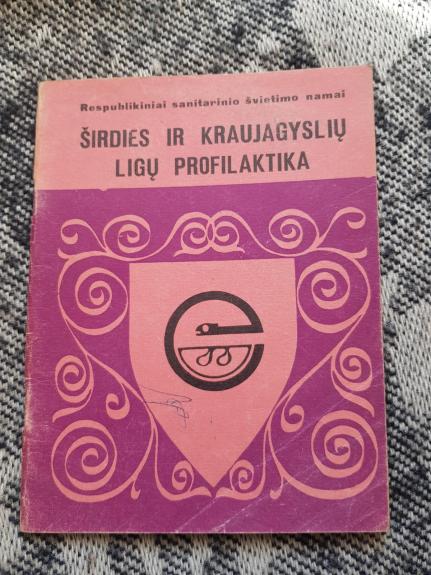 Respublikiniai sanitarinio švietimo namai
ŠIRDIES IR KRAUJAGYSLIŲ
LIGŲ PROFILAKTIKA